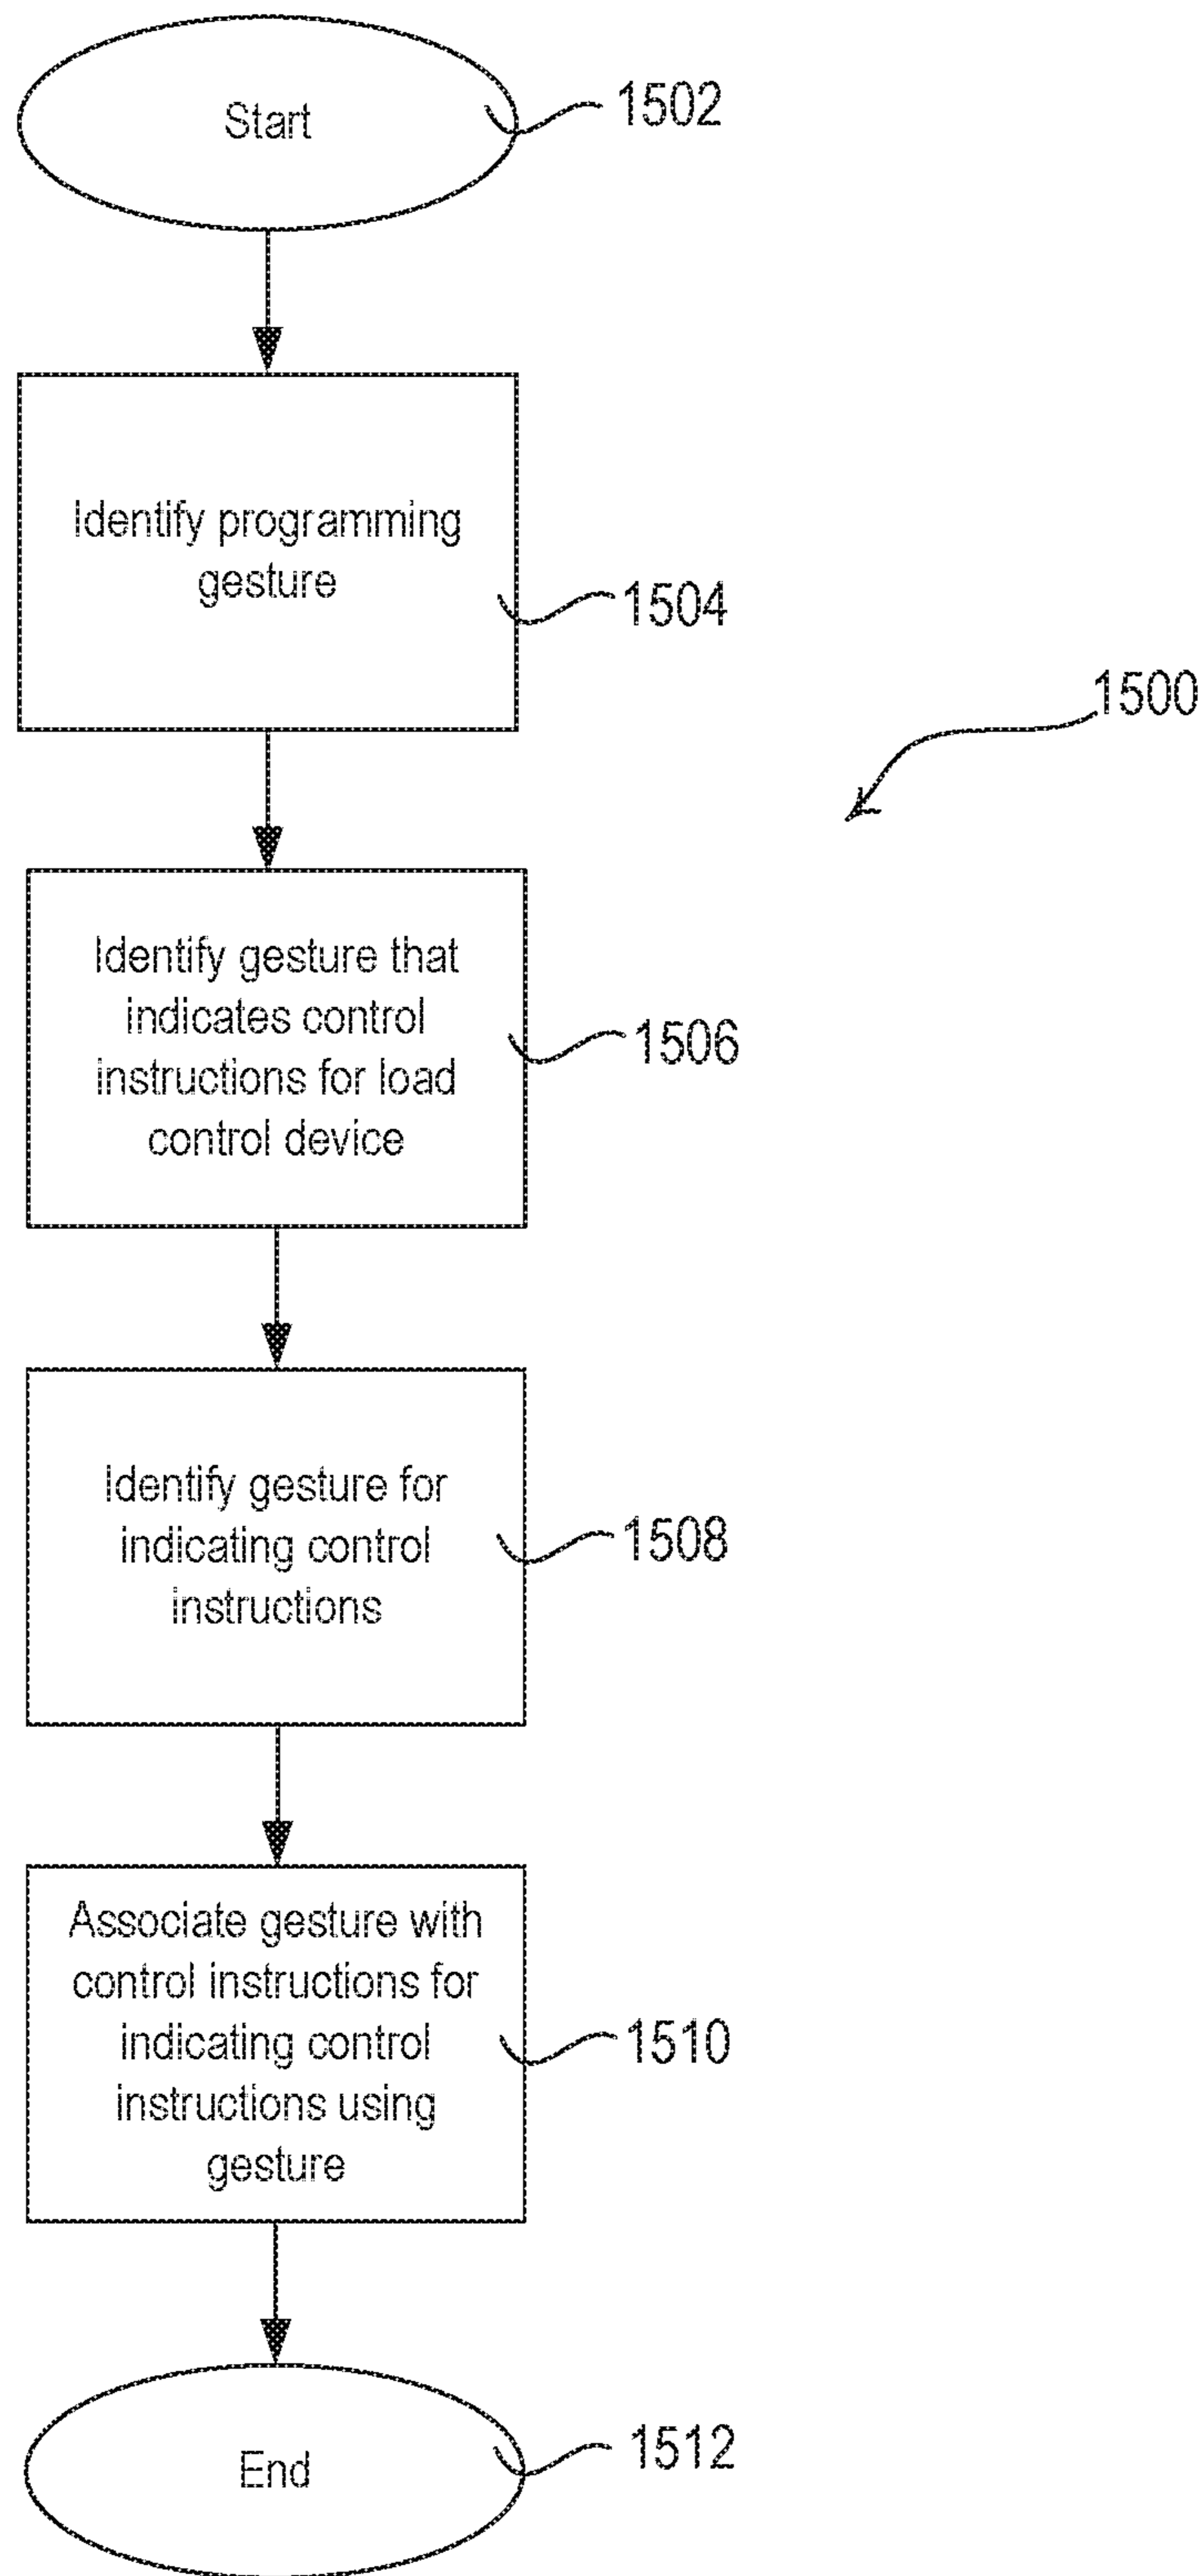 Start
1502
Identify programming
gesture
1504
1500
Identify gesture that
indicates control
instructions for load
control device
1506
Identify gesture for
indicating control
instructions
1508
Associate gesture with
control instructions for
indicating control
instructions using
gesture
1510
End
1512